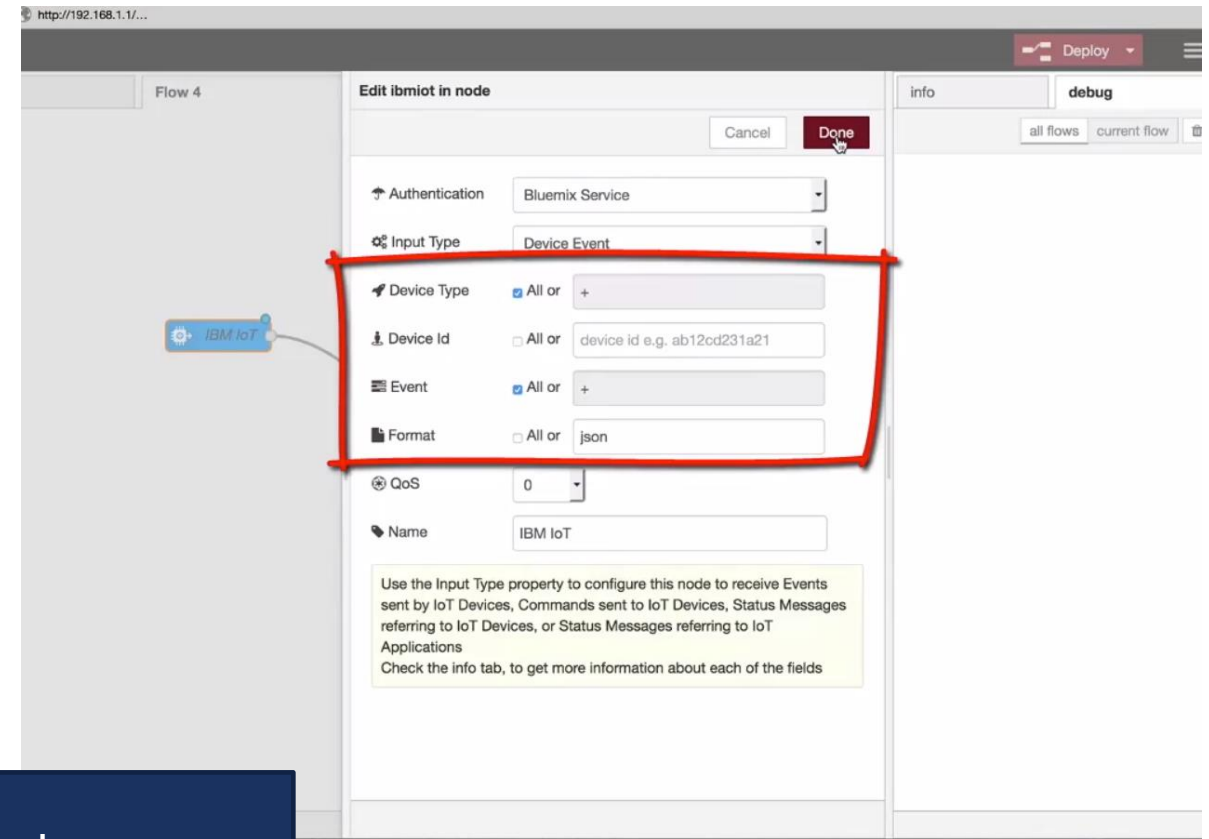 http://192.168.1.1/...
Deploy
Flow 4
Edit ibmiot in node
info
debug
Cancel
Done
all flows
current flow
Authentication
Bluemix Service
Input Type
Device Event
Device Type
All or
+
Device Id
All or
device id e.g. ab12cd231a21
Event
All or
+
Format
All or
json
IBM IoT
QoS
0
Name
IBM IoT
Use the Input Type property to configure this node to receive Events
sent by IoT Devices, Commands sent to IoT Devices, Status Messages
referring to IoT Devices, or Status Messages referring to IoT
Applications
Check the info tab, to get more information about each of the fields